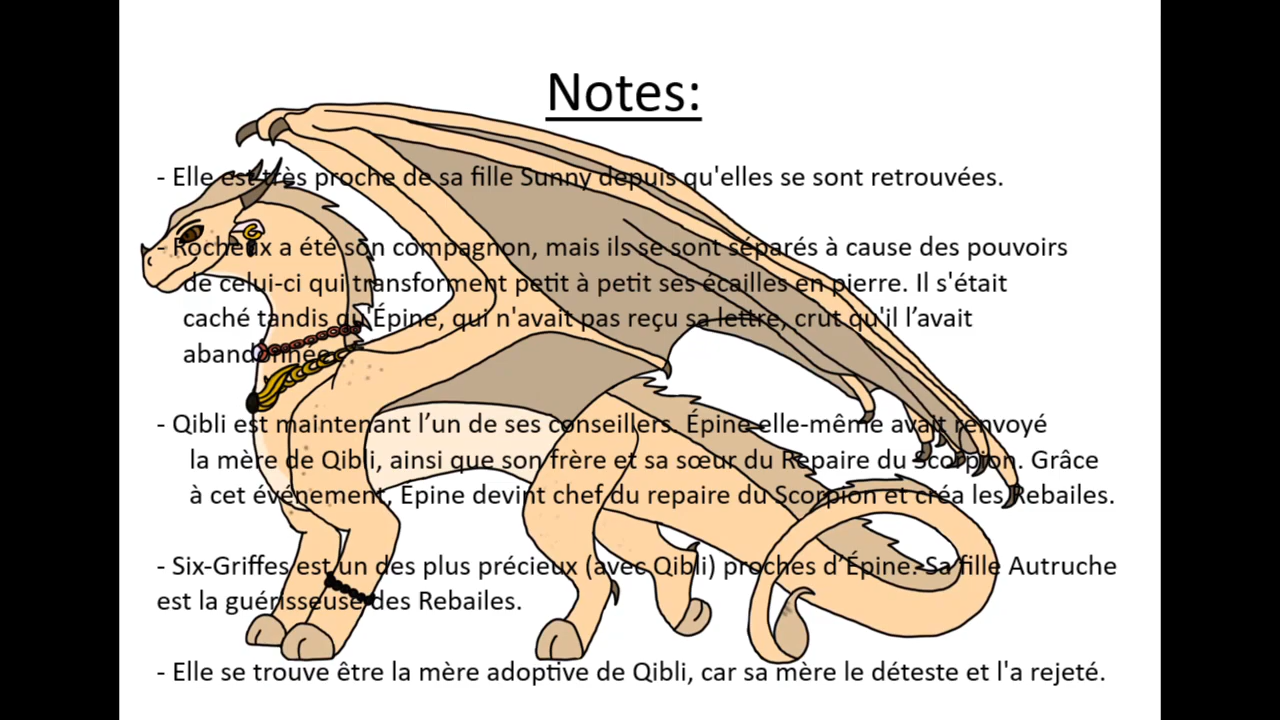 Notes:
- Elle est très proche de sa fille Sunny depuis qu'elles se sont retrouvées.
- Rocheux a été son compagnon, mais ils se sont séparés à cause des pouvoirs
de celui-ci qui transforment petit à petit ses écailles en pierre. Il s'était
caché tandis qu'Épine, qui n'avait pas reçu sa lettre, crut qu'il l’avait
abandonnée.
- Qibli est maintenant l’un de ses conseillers. Épine elle-même avait renvoyé
la mère de Qibli, ainsi que son frère et sa sœur du Repaire du Scorpion. Grâce
à cet événement, Épine devint chef du repaire du Scorpion et créa les Rebailes.
- Six-Griffes est un des plus précieux (avec Qibli) proches d’Épine. Sa fille Autruche
est la guérisseuse des Rebailes.
- Elle se trouve être la mère adoptive de Qibli, car sa mère le déteste et l'a rejeté.